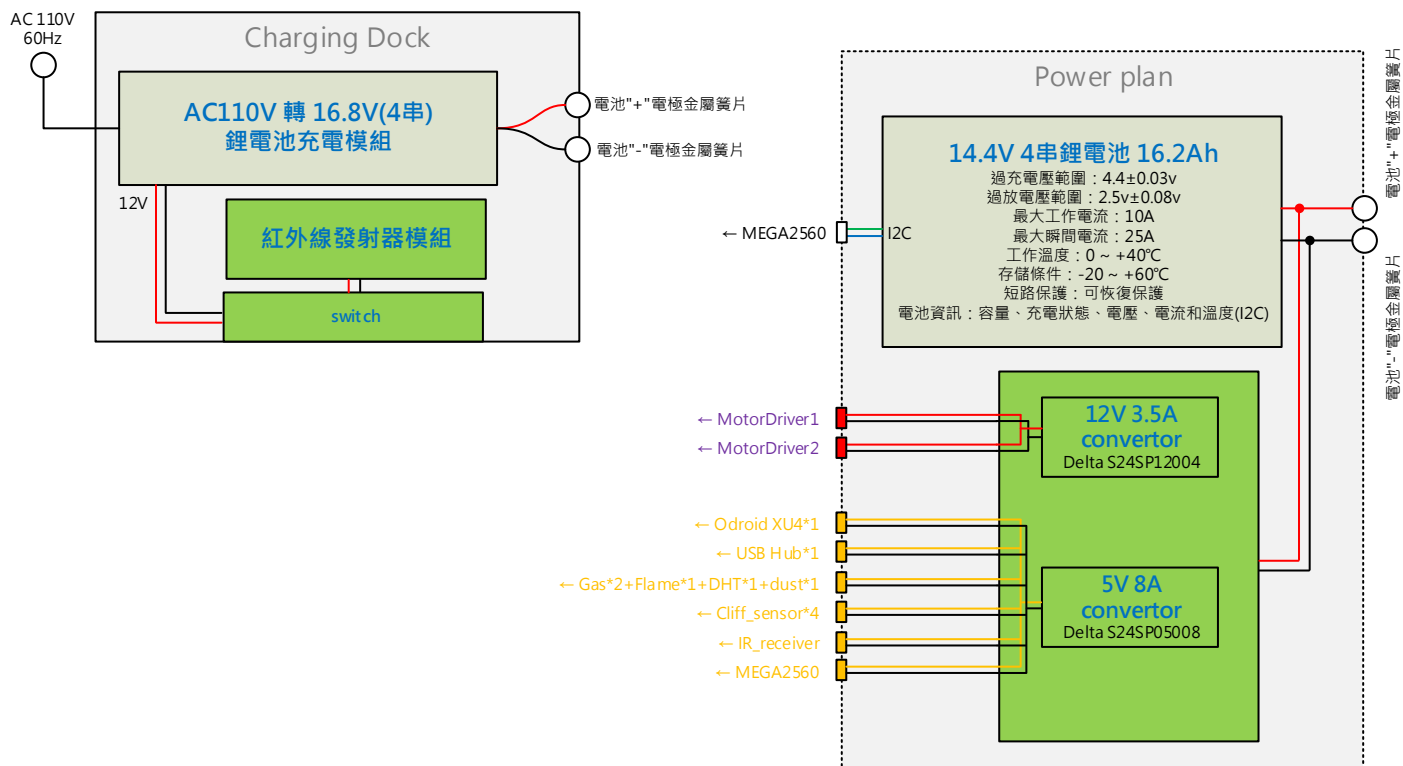 AC 110V
60Hz
Charging Dock
AC110V 轉 16.8V(4串)
鋰電池充電模組
電池"+"電極金屬簧片
電池"-"電極金屬簧片
12V
紅外線發射器模組
switch
Power plan
14.4V 4串鋰電池 16.2Ah
過充電壓範圍：4.4±0.03v
過放電壓範圍：2.5v±0.08v
最大工作電流：10A
最大瞬間電流：25A
工作溫度：0 ~ +40℃
存儲條件：-20 ~ +60℃
短路保護：可恢復保護
電池資訊：容量、充電狀態、電壓、電流和溫度(I2C)
← MEGA2560
I2C
電池"+"電極金屬簧片
電池"-"電極金屬簧片
← MotorDriver1
← MotorDriver2
12V 3.5A
convertor
Delta S24SP12004
← Odroid XU4*1
← USB Hub*1
← Gas*2+Flame*1+DHT*1+dust*1
← Cliff_sensor*4
← IR_receiver
← MEGA2560
5V 8A
convertor
Delta S24SP05008